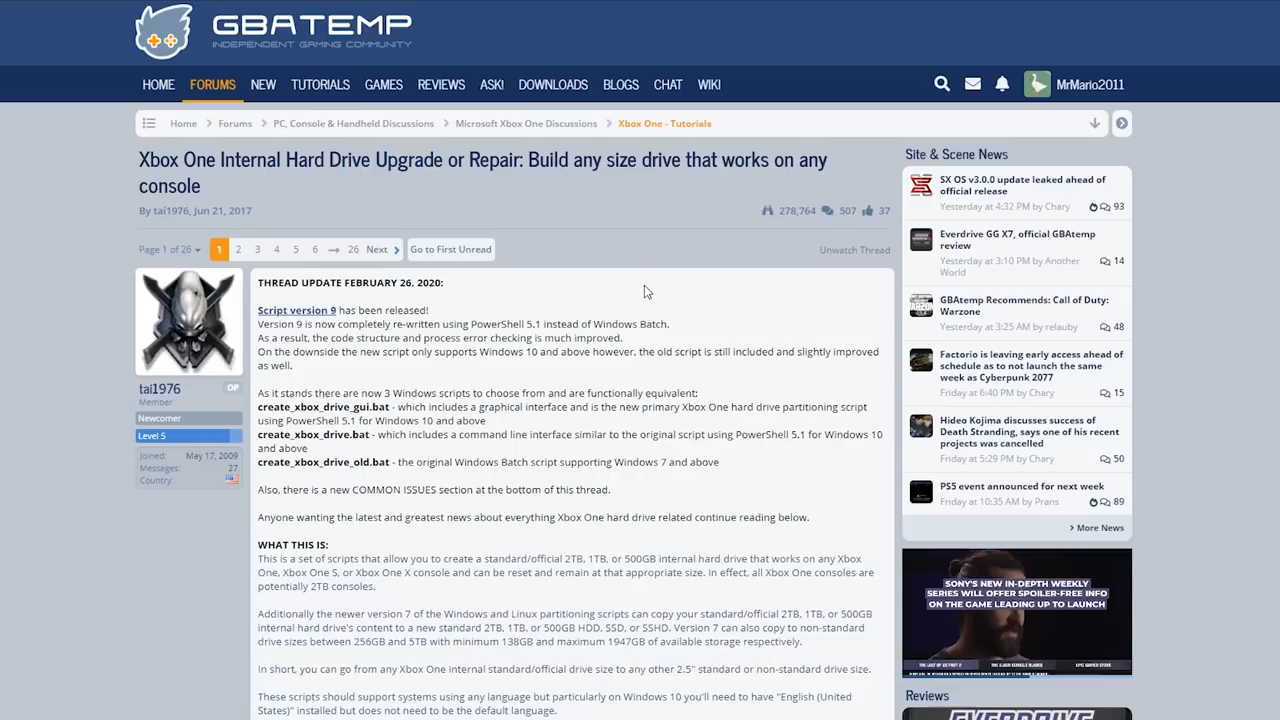 GBATEMP
INDEPENDENT GAMING COMMUNITY
HOME FORUMS NEW TUTORIALS GAMES REVIEWS ASK! DOWNLOADS BLOGS CHAT WIKI MrMario2011
Home Forums PC, Console & Handheld Discussions Microsoft Xbox One Discussions Xbox One - Tutorials
Xbox One Internal Hard Drive Upgrade or Repair: Build any size drive that works on any
console
By tai1976, Jun 21, 2017 278,764 507 37
Page 1 of 26 1 2 3 4 5 6 → 26 Next Go to First Unread Unwatch Thread
tai1976 OP
Member
Newcomer
Level 5
Joined: May 17, 2009
Messages: 27
Country:
THREAD UPDATE FEBRUARY 26, 2020:
Script version 9 has been released!
Version 9 is now completely re-written using PowerShell 5.1 instead of Windows Batch.
As a result, the code structure and process error checking is much improved.
On the downside the new script only supports Windows 10 and above however, the old script is still included and slightly improved
as well.
As it stands there are now 3 Windows scripts to choose from and are functionally equivalent:
create_xbox_drive_gui.bat - which includes a graphical interface and is the new primary Xbox One hard drive partitioning script
using PowerShell 5.1 for Windows 10 and above
create_xbox_drive.bat - which includes a command line interface similar to the original script using PowerShell 5.1 for Windows 10
and above
create_xbox_drive_old.bat - the original Windows Batch script supporting Windows 7 and above
Also, there is a new COMMON ISSUES section at the bottom of this thread.
Anyone wanting the latest and greatest news about everything Xbox One hard drive related continue reading below.
WHAT THIS IS:
This is a set of scripts that allow you to create a standard/official 2TB, 1TB, or 500GB internal hard drive that works on any Xbox
One, Xbox One S, or Xbox One X console and can be reset and remain at that appropriate size. In effect, all Xbox One consoles are
potentially 2TB consoles.
Additionally the newer version 7 of the Windows and Linux partitioning scripts can copy your standard/official 2TB, 1TB, or 500GB
internal hard drive's content to a new standard 2TB, 1TB, or 500GB HDD, SSD, or SSHD. Version 7 can also copy to non-standard
drive sizes between 256GB and 5TB with minimum 138GB and maximum 1947GB of available storage respectively.
In short, you can go from any Xbox One internal standard/official drive size to any other 2.5" standard or non-standard drive size.
These scripts should support systems using any language but particularly on Windows 10 you'll need to have "English (United
States)" installed but does not need to be the default language.
Site & Scene News
SX OS v3.0.0 update leaked ahead of
official release
Yesterday at 4:32 PM by Chary 93
Everdrive GG X7, official GBAtemp
review
Yesterday at 3:10 PM by Another
World 14
GBAtemp Recommends: Call of Duty:
Warzone
Yesterday at 3:25 AM by relauby 48
Factorio is leaving early access ahead of
schedule as to not launch the same
week as Cyberpunk 2077
Friday at 6:40 PM by Chary 15
Hideo Kojima discusses success of
Death Stranding, says one of his recent
projects was cancelled
Friday at 5:29 PM by Chary 50
PS5 event announced for next week
Friday at 10:35 AM by Prans 89
More News
SONY'S NEW IN-DEPTH WEEKLY
SERIES WILL OFFER SPOILER-FREE INFO
ON THE GAME LEADING UP TO LAUNCH
THE LAST OF US PART 2 THE ELDER SCROLLS BLADES EPIC GAMES STORE
Reviews
EVERDRIVE